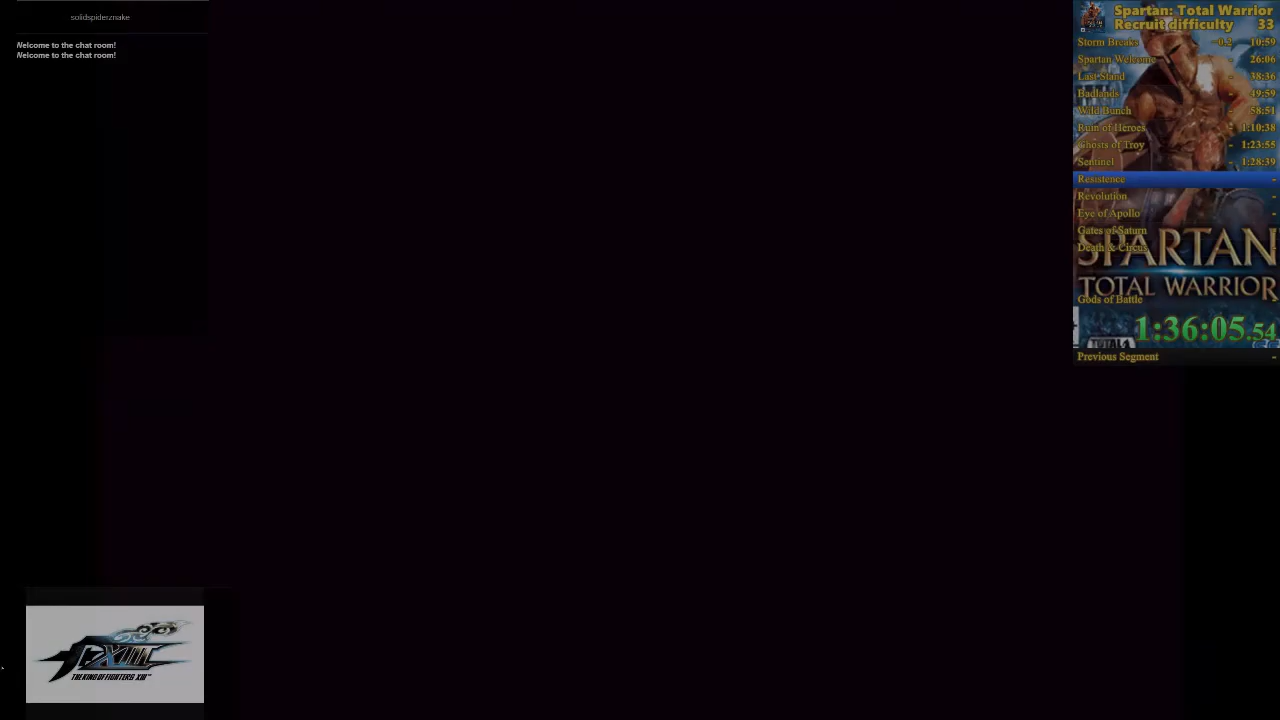 solidspiderznake
Welcome to the chat room!
Welcome to the chat room!
Spartan: Total Warrior
Recruit difficulty 33
Storm Breaks -0.2 10:59
Spartan Welcome - 26:06
Last Stand - 38:36
Badlands - 49:59
Wild Bunch - 58:51
Ruin of Heroes - 1:10:38
Ghosts of Troy - 1:23:55
Sentinel - 1:28:39
Resistence -
Revolution -
Eye of Apollo -
Gates of Saturn -
Death & Circus -
SPARTAN
TOTAL WARRIOR
Gods of Battle -
1:36:05.54
Previous Segment -
XIII
THE KING OF FIGHTERS XIII